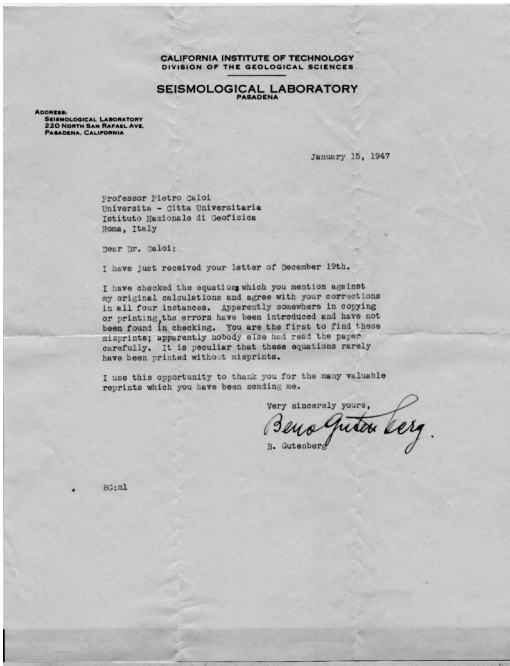 CALIFORNIA INSTITUTE OF TECHNOLOGY
DIVISION OF THE GEOLOGICAL SCIENCES
SEISMOLOGICAL LABORATORY
PASADENA
ADDRESS:
SEISMOLOGICAL LABORATORY
220 NORTH SAN RAFAEL AVE.
PASADENA, CALIFORNIA
January 15, 1947
Professor Pietro Caloi
Universita - Citta Universitaria
Istituto Nazionale di Geofisica
Roma, Italy
Dear Dr. Caloi:
I have just received your letter of December 19th.
I have checked the equations which you mention against
my original calculations and agree with your corrections
in all four instances. Apparently somewhere in copying
or printing, the errors have been introduced and have not
been found in checking. You are the first to find these
misprints; apparently nobody else had read the paper
carefully. It is peculiar that these equations rarely
have been printed without misprints.
I use this opportunity to thank you for the many valuable
reprints which you have been sending me.
Very sincerely yours,
Beno Gutenberg.
B. Gutenberg
BG:ml